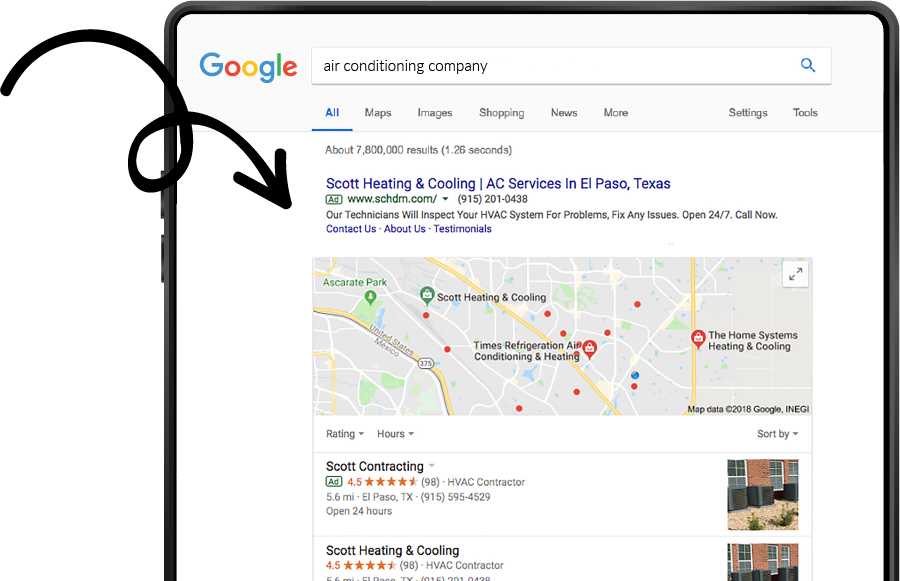 Google
air conditioning company
All Maps Images Shopping News More Settings Tools
About 7,800,000 results (1.26 seconds)
Scott Heating & Cooling | AC Services In El Paso, Texas
Ad www.schdm.com/ (915) 201-0438
Our Technicians Will Inspect Your HVAC System For Problems, Fix Any Issues. Open 24/7. Call Now.
Contact Us · About Us · Testimonials
Ascarate Park
Scott Heating & Cooling
United States
Mexico
375
Times Refrigeration Air
Conditioning & Heating
The Home Systems
Heating & Cooling
Map data ©2018 Google, INEGI
Rating Hours Sort by
Scott Contracting
Ad 4.5 (98) · HVAC Contractor
5.6 mi · El Paso, TX · (915) 595-4529
Open 24 hours
Scott Heating & Cooling
4.5 (98) · HVAC Contractor
5.6 mi · El Paso, TX · (915) 201-0438